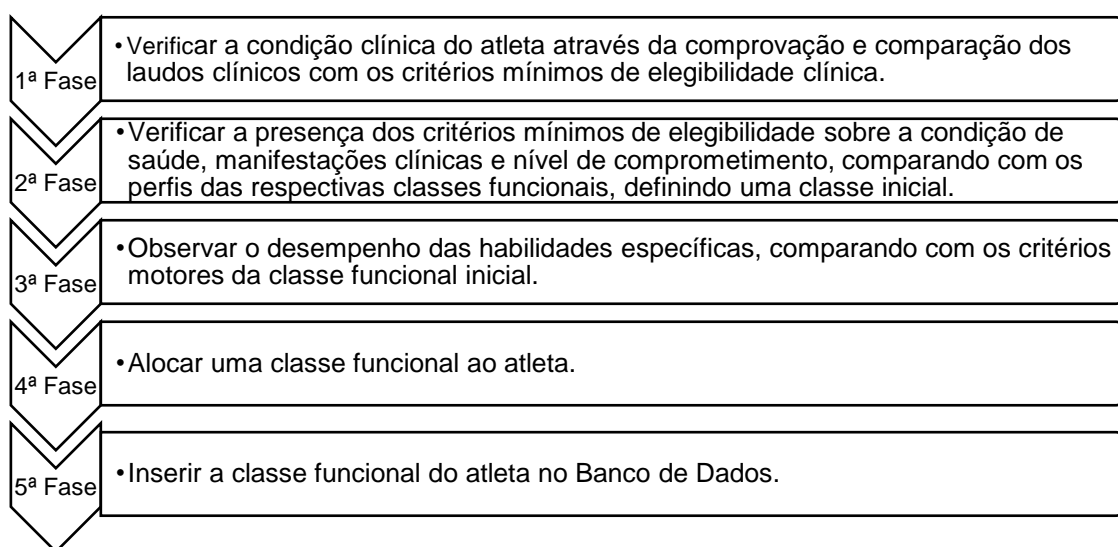 1ª Fase
• Verificar a condição clínica do atleta através da comprovação e comparação dos
laudos clínicos com os critérios mínimos de elegibilidade clínica.
2ª Fase
• Verificar a presença dos critérios mínimos de elegibilidade sobre a condição de
saúde, manifestações clínicas e nível de comprometimento, comparando com os
perfis das respectivas classes funcionais, definindo uma classe inicial.
3ª Fase
• Observar o desempenho das habilidades específicas, comparando com os critérios
motores da classe funcional inicial.
4ª Fase
• Alocar uma classe funcional ao atleta.
5ª Fase
• Inserir a classe funcional do atleta no Banco de Dados.